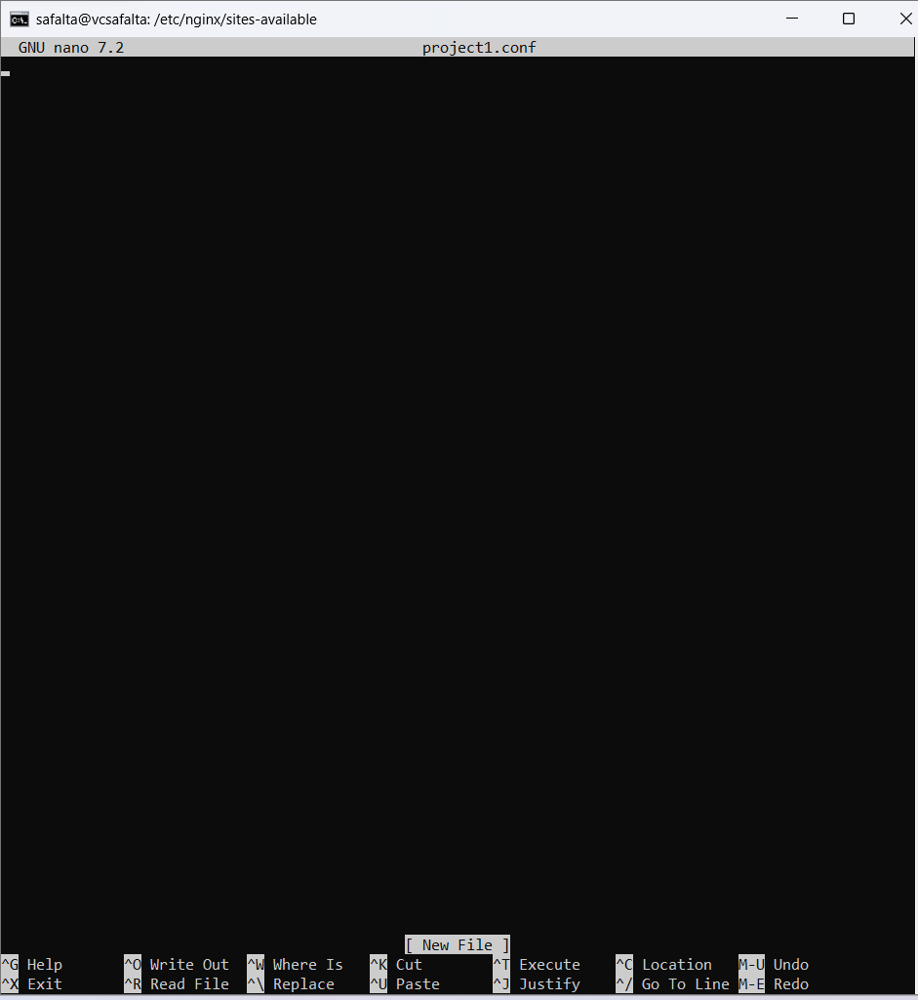 safalta@vcsafalta: /etc/nginx/sites-available
GNU nano 7.2 project1.conf
[ New File ]
^G Help ^O Write Out ^W Where Is ^K Cut ^T Execute ^C Location M-U Undo
^X Exit ^R Read File ^\ Replace ^U Paste ^J Justify ^/ Go To Line M-E Redo